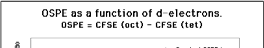 OSPE as a function of d-electrons.
OSPE = CFSE (oct) - CFSE (tet)